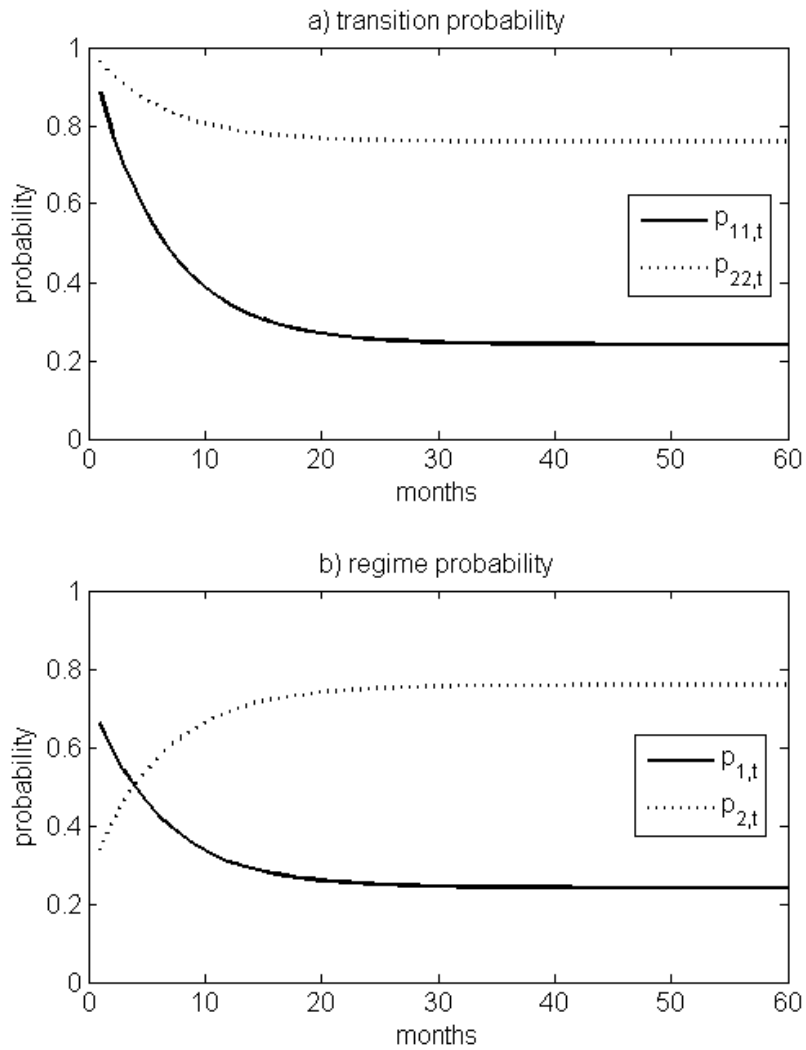 a) transition probability
1
0.8
0.6
0.4
0.2
0
probability
p11,t
p22,t
0 10 20 30 40 50 60
months
b) regime probability
1
0.8
0.6
0.4
0.2
0
probability
p1,t
p2,t
0 10 20 30 40 50 60
months